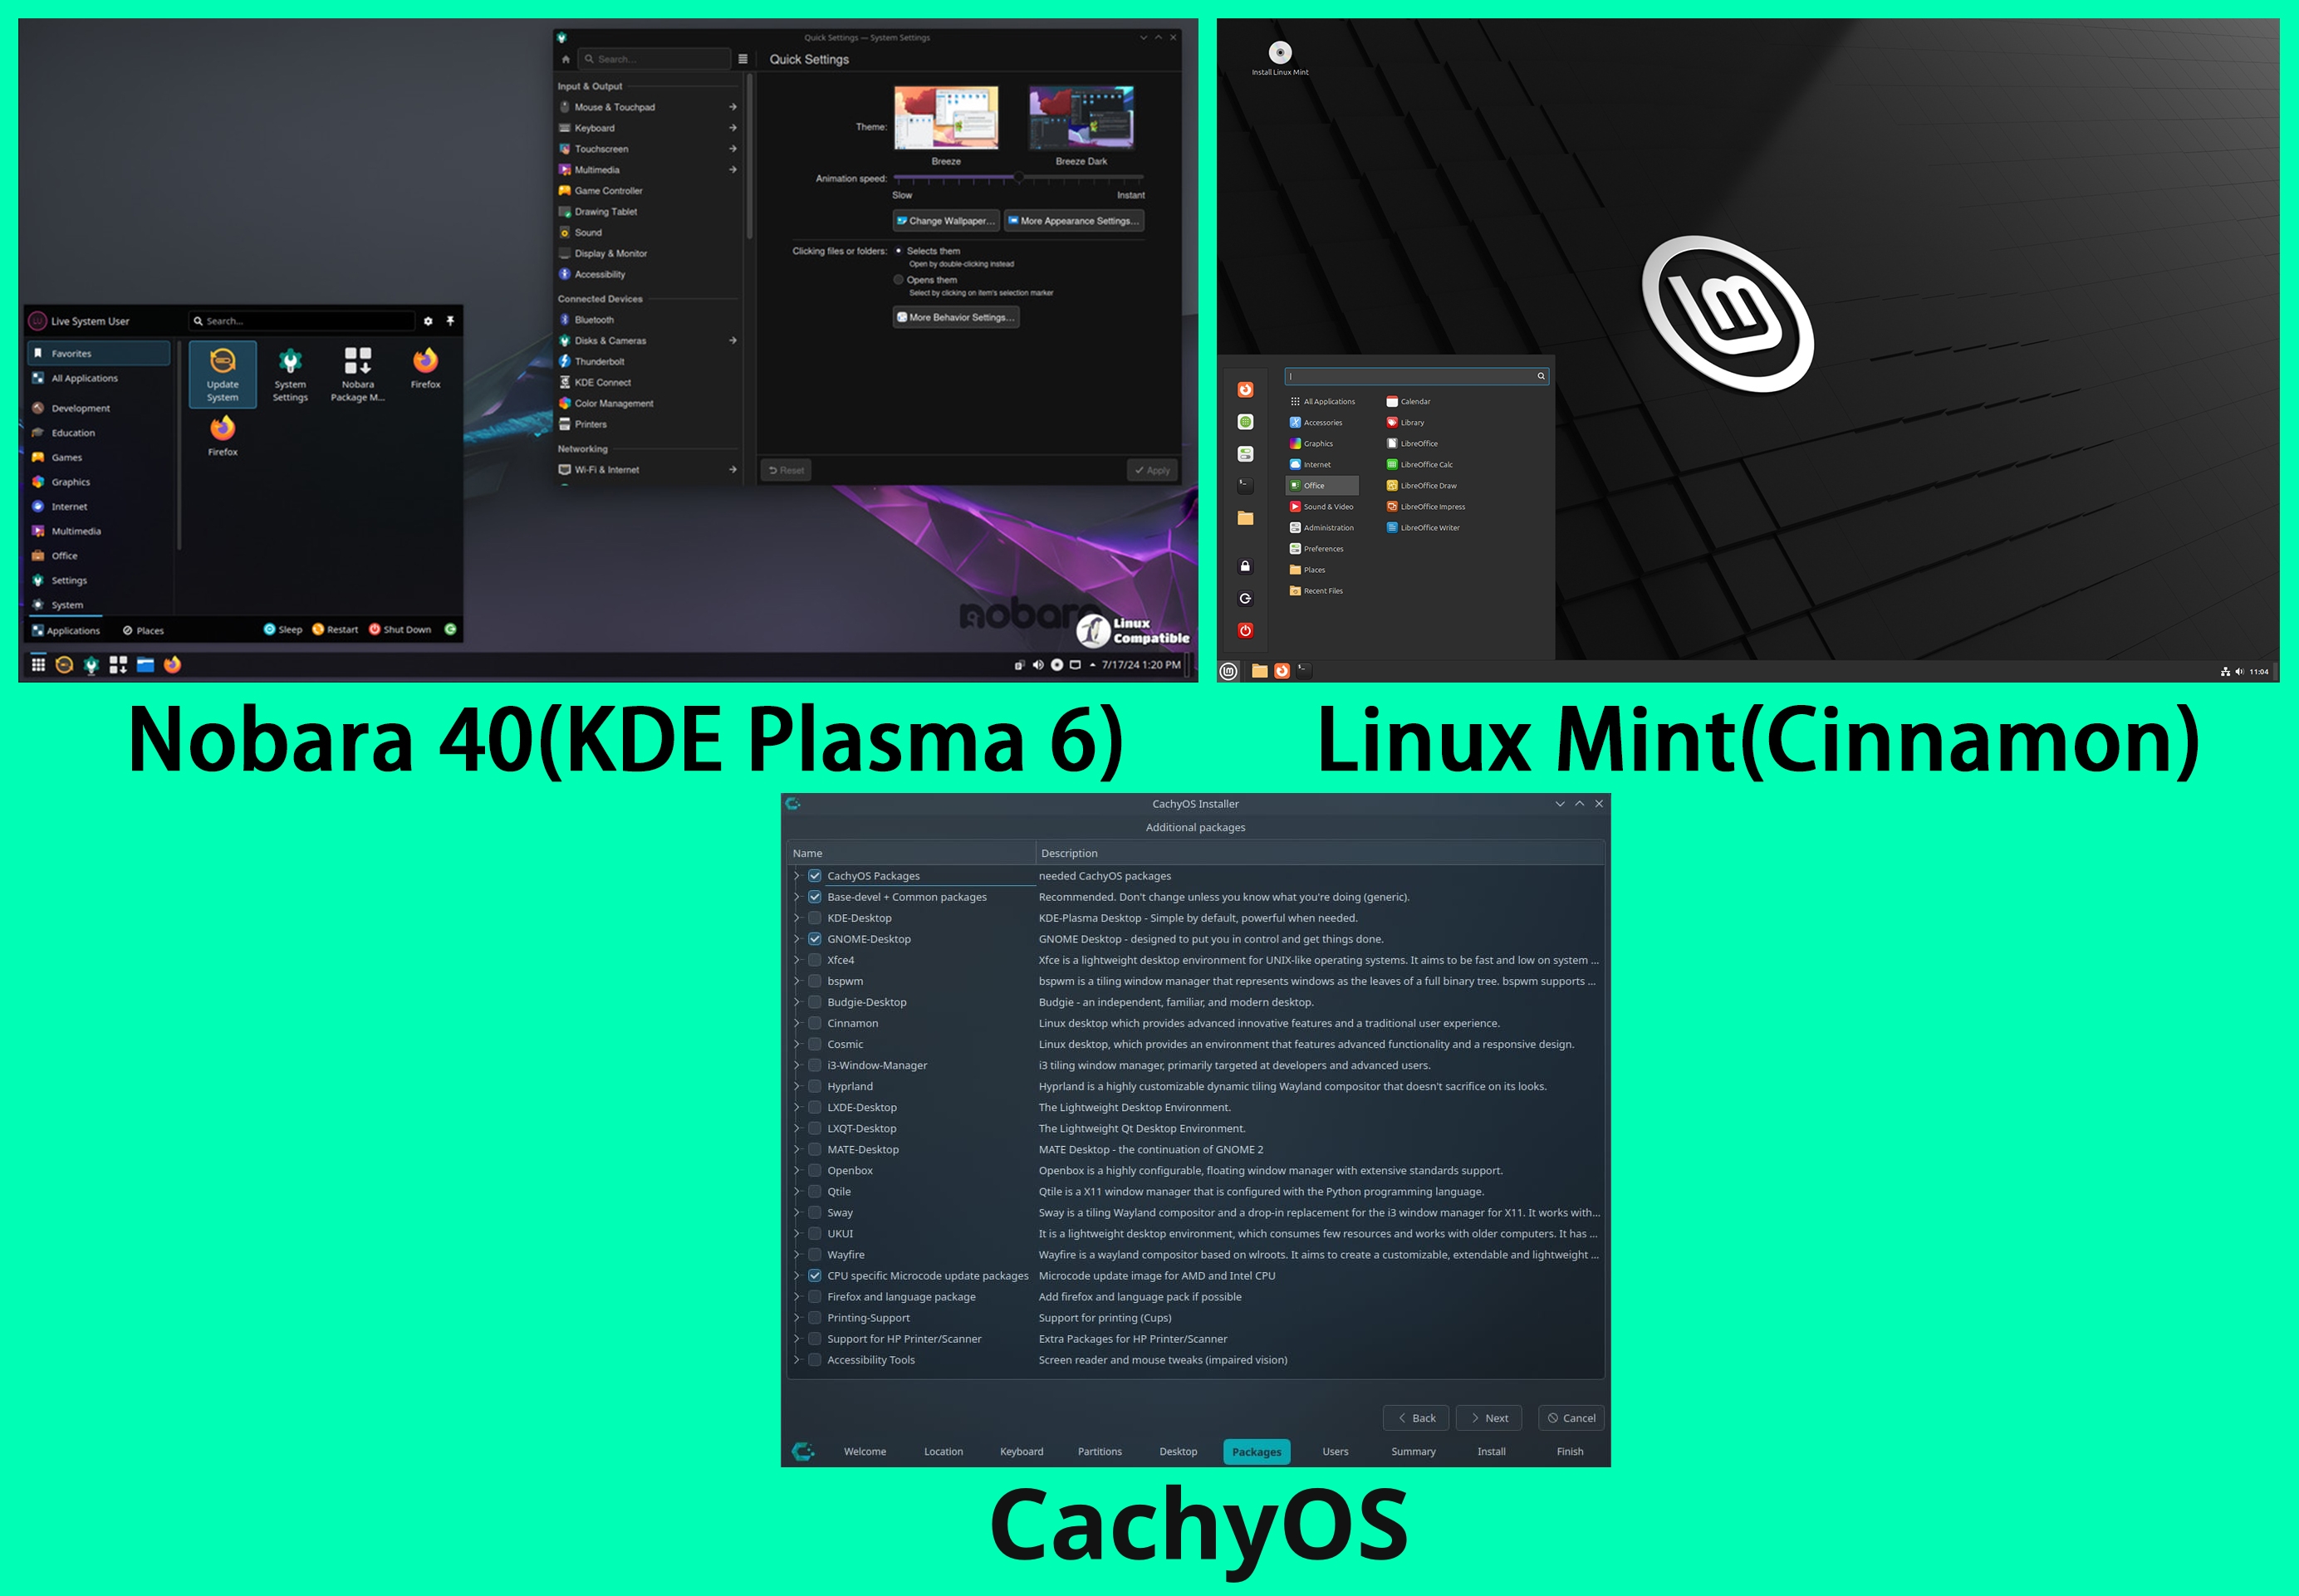 Quick Settings — System Settings
Search...
Quick Settings
Input & Output
Mouse & Touchpad
Keyboard
Touchscreen
Multimedia
Game Controller
Drawing Tablet
Sound
Display & Monitor
Accessibility
Connected Devices
Bluetooth
Disks & Cameras
Thunderbolt
KDE Connect
Color Management
Printers
Networking
Wi-Fi & Internet
Theme:
Breeze
Breeze Dark
Animation speed:
Slow
Instant
Change Wallpaper...
More Appearance Settings...
Clicking files or folders:
Selects them
Open by double-clicking instead
Opens them
Select by clicking on item's selection marker
More Behavior Settings...
Reset
Apply
LU
Live System User
Search...
Favorites
All Applications
Development
Education
Games
Graphics
Internet
Multimedia
Office
Settings
System
Update
System
System
Settings
Nobara
Package M...
Firefox
Firefox
Applications
Places
Sleep
Restart
Shut Down
nobara
Linux
Compatible
7/17/24 1:20 PM
Install Linux Mint
All Applications
Accessories
Graphics
Internet
Office
Sound & Video
Administration
Preferences
Places
Recent Files
Calendar
Library
LibreOffice
LibreOffice Calc
LibreOffice Draw
LibreOffice Impress
LibreOffice Writer
11:04
Nobara 40(KDE Plasma 6)
Linux Mint(Cinnamon)
CachyOS Installer
Additional packages
Name Description
CachyOS Packages needed CachyOS packages
Base-devel + Common packages Recommended. Don't change unless you know what you're doing (generic).
KDE-Desktop KDE-Plasma Desktop - Simple by default, powerful when needed.
GNOME-Desktop GNOME Desktop - designed to put you in control and get things done.
Xfce4 Xfce is a lightweight desktop environment for UNIX-like operating systems. It aims to be fast and low on system ...
bspwm bspwm is a tiling window manager that represents windows as the leaves of a full binary tree. bspwm supports ...
Budgie-Desktop Budgie - an independent, familiar, and modern desktop.
Cinnamon Linux desktop which provides advanced innovative features and a traditional user experience.
Cosmic Linux desktop, which provides an environment that features advanced functionality and a responsive design.
i3-Window-Manager i3 tiling window manager, primarily targeted at developers and advanced users.
Hyprland Hyprland is a highly customizable dynamic tiling Wayland compositor that doesn't sacrifice on its looks.
LXDE-Desktop The Lightweight Desktop Environment.
LXQT-Desktop The Lightweight Qt Desktop Environment.
MATE-Desktop MATE Desktop - the continuation of GNOME 2
Openbox Openbox is a highly configurable, floating window manager with extensive standards support.
Qtile Qtile is a X11 window manager that is configured with the Python programming language.
Sway Sway is a tiling Wayland compositor and a drop-in replacement for the i3 window manager for X11. It works with...
UKUI It is a lightweight desktop environment, which consumes few resources and works with older computers. It has ...
Wayfire Wayfire is a wayland compositor based on wlroots. It aims to create a customizable, extendable and lightweight ...
CPU specific Microcode update packages Microcode update image for AMD and Intel CPU
Firefox and language package Add firefox and language pack if possible
Printing-Support Support for printing (Cups)
Support for HP Printer/Scanner Extra Packages for HP Printer/Scanner
Accessibility Tools Screen reader and mouse tweaks (impaired vision)
Back Next Cancel
Welcome Location Keyboard Partitions Desktop Packages Users Summary Install Finish
CachyOS